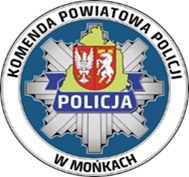 KOMENDA POWIATOWA POLICJI
POLICJA
W MOŃKACH